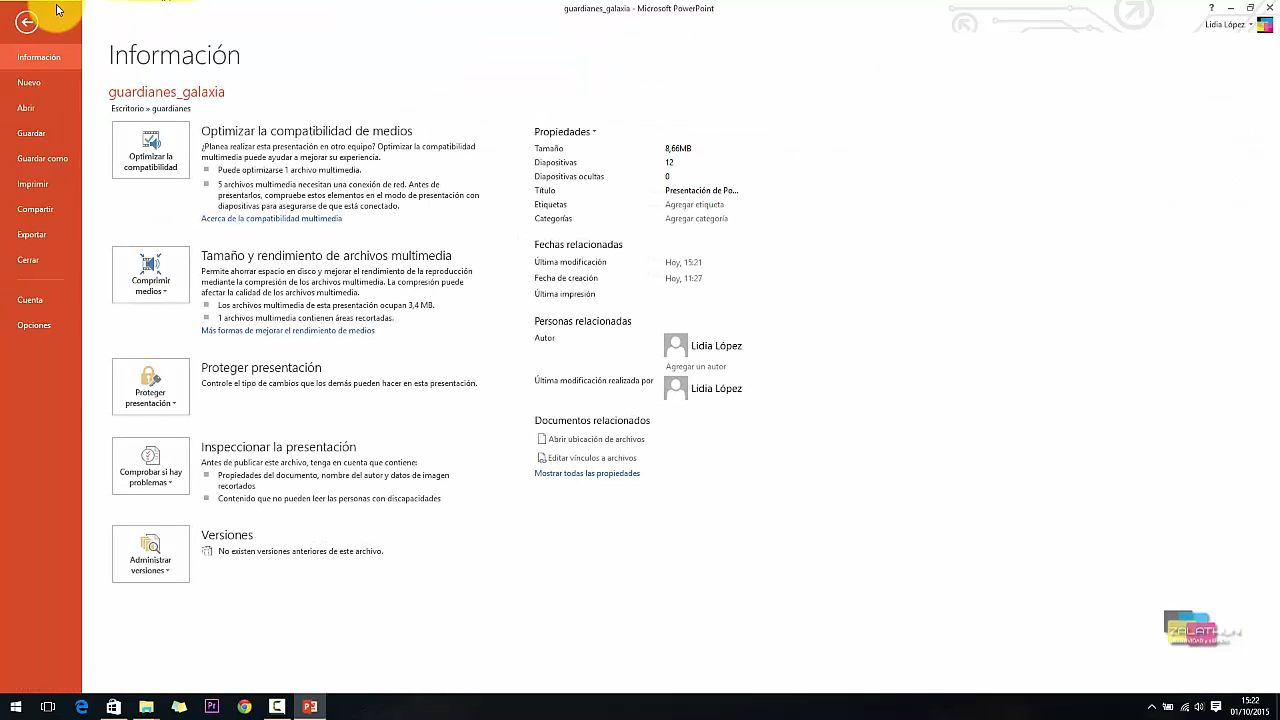 guardianes_galaxia - Microsoft PowerPoint
?
Lidia López
Información
Nuevo
Abrir
Guardar
Guardar como
Imprimir
Compartir
Exportar
Cerrar
Cuenta
Opciones
Información
guardianes_galaxia
Escritorio » guardianes
Optimizar la
compatibilidad
Optimizar la compatibilidad de medios
¿Planea realizar esta presentación en otro equipo? Optimizar la compatibilidad
multimedia puede ayudar a mejorar su experiencia.
Puede optimizarse 1 archivo multimedia.
5 archivos multimedia necesitan una conexión de red. Antes de
presentarlos, compruebe estos elementos en el modo de presentación con
diapositivas para asegurarse de que está conectado.
Acerca de la compatibilidad multimedia
Comprimir
medios
Tamaño y rendimiento de archivos multimedia
Permite ahorrar espacio en disco y mejorar el rendimiento de la reproducción
mediante la compresión de los archivos multimedia. La compresión puede
afectar la calidad de los archivos multimedia.
Los archivos multimedia de esta presentación ocupan 3,4 MB.
1 archivos multimedia contienen áreas recortadas.
Más formas de mejorar el rendimiento de medios
Proteger
presentación
Proteger presentación
Controle el tipo de cambios que los demás pueden hacer en esta presentación.
Comprobar si hay
problemas
Inspeccionar la presentación
Antes de publicar este archivo, tenga en cuenta que contiene:
Propiedades del documento, nombre del autor y datos de imagen
recortados
Contenido que no pueden leer las personas con discapacidades
Administrar
versiones
Versiones
No existen versiones anteriores de este archivo.
Propiedades
Tamaño 8,66MB
Diapositivas 12
Diapositivas ocultas 0
Título Presentación de Po...
Etiquetas Agregar etiqueta
Categorías Agregar categoría
Fechas relacionadas
Última modificación Hoy, 15:21
Fecha de creación Hoy, 11:27
Última impresión
Personas relacionadas
Autor Lidia López
Agregar un autor
Última modificación realizada por Lidia López
Documentos relacionados
Abrir ubicación de archivos
Editar vínculos a archivos
Mostrar todas las propiedades
ZALATHUN
15:22
01/10/2015